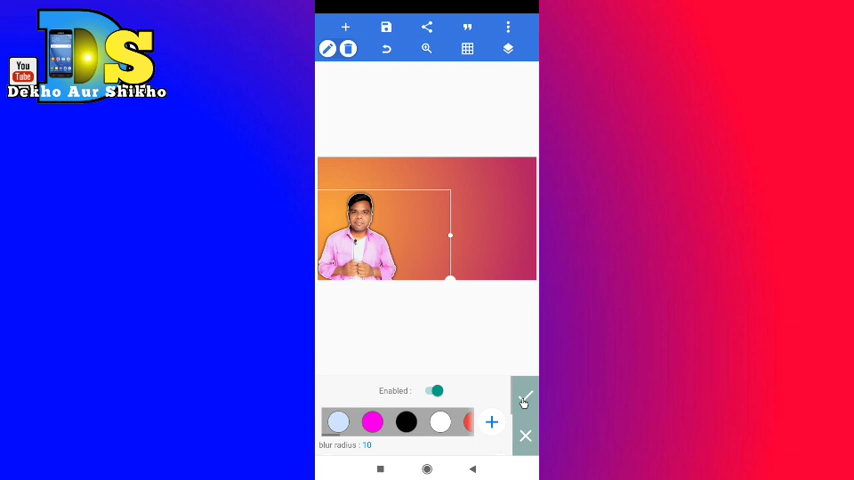 DS
You
Tube
Dekho Aur Shikho
Enabled :
blur radius : 10